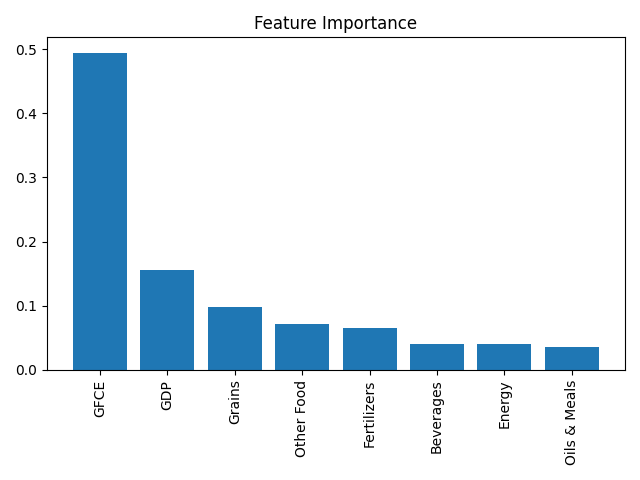 Feature Importance
0.5
0.4
0.3
0.2
0.1
0.0
GFCE
GDP
Grains
Other Food
Fertilizers
Beverages
Energy
Oils & Meals